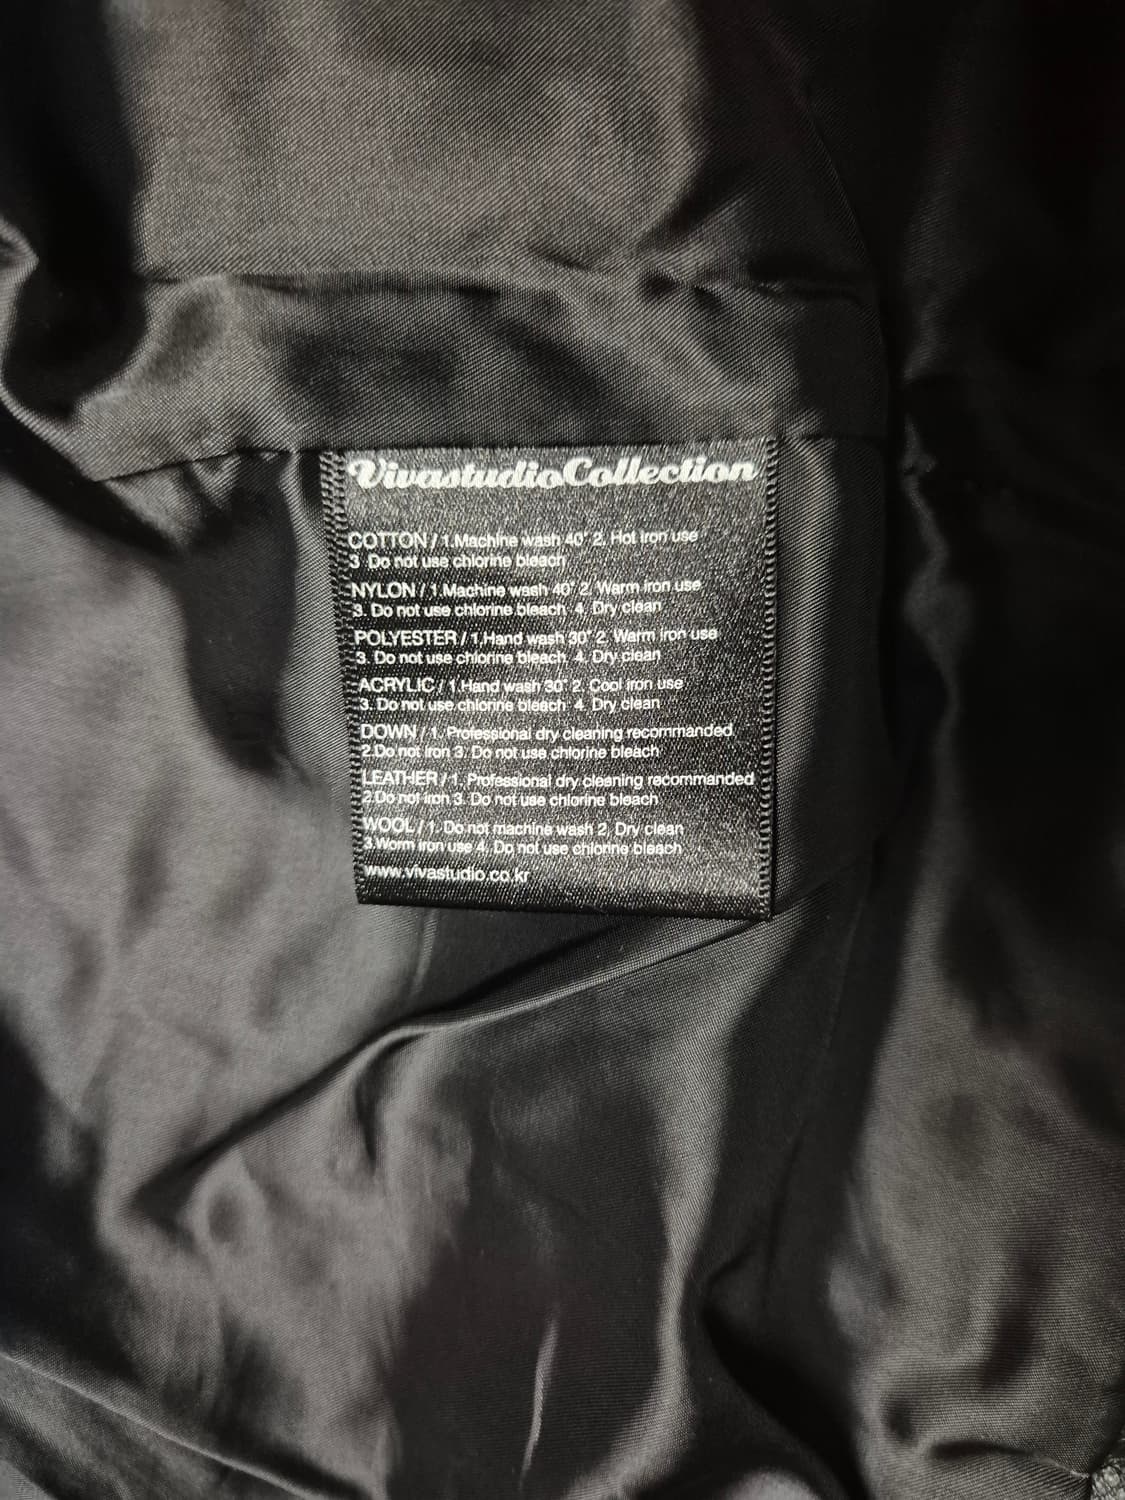 VivastudioCollection
COTTON / 1.Machine wash 40° 2. Hot iron use
3. Do not use chlorine bleach
NYLON / 1.Machine wash 40° 2. Warm iron use
3. Do not use chlorine bleach 4. Dry clean
POLYESTER / 1.Hand wash 30° 2. Warm iron use
3. Do not use chlorine bleach 4. Dry clean
ACRYLIC / 1.Hand wash 30° 2. Cool iron use
3. Do not use chlorine bleach 4. Dry clean
DOWN / 1. Professional dry cleaning recommanded
2.Do not iron 3. Do not use chlorine bleach
LEATHER / 1. Professional dry cleaning recommanded
2.Do not iron 3. Do not use chlorine bleach
WOOL / 1. Do not machine wash 2. Dry clean
3.Worm iron use 4. Do not use chlorine bleach
www.vivastudio.co.kr